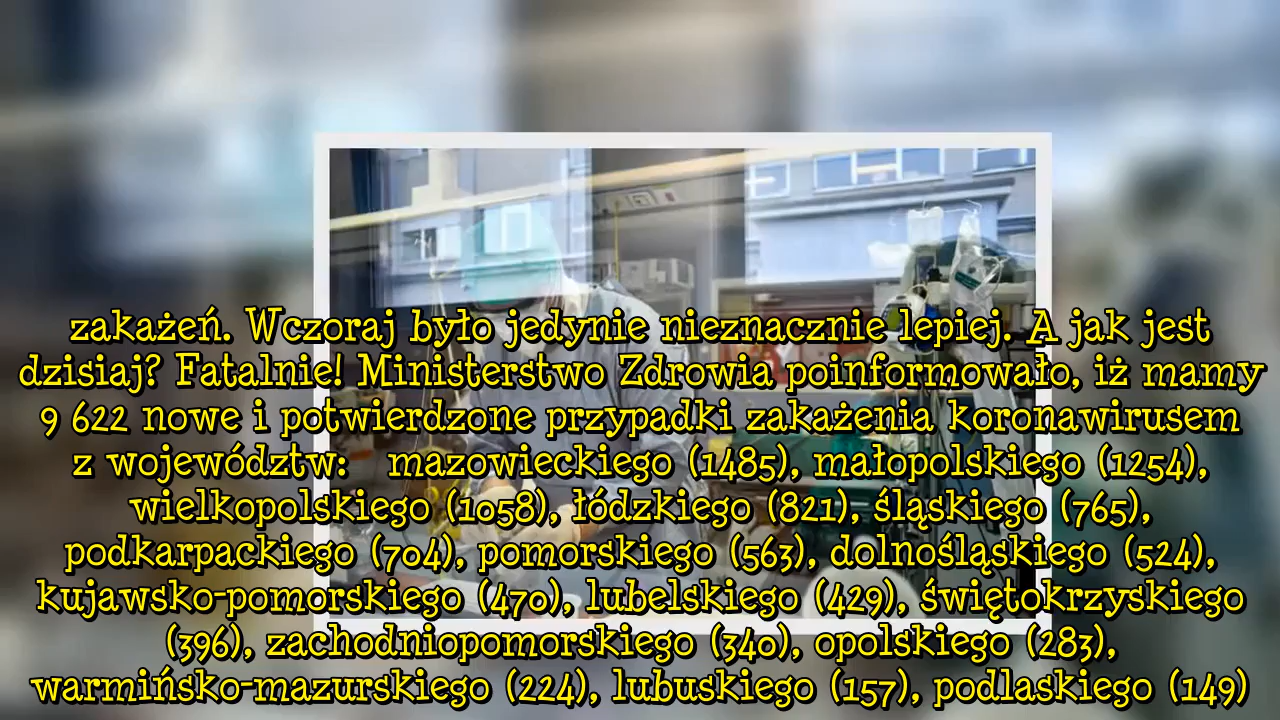 zakażeń. Wczoraj było jedynie nieznacznie lepiej. A jak jest
dzisiaj? Fatalnie! Ministerstwo Zdrowia poinformowało, iż mamy
9 622 nowe i potwierdzone przypadki zakażenia koronawirusem
z województw: mazowieckiego (1485), małopolskiego (1254),
wielkopolskiego (1058), łódzkiego (821), śląskiego (765),
podkarpackiego (704), pomorskiego (563), dolnośląskiego (524),
kujawsko-pomorskiego (470), lubelskiego (429), świętokrzyskiego
(396), zachodniopomorskiego (340), opolskiego (283),
warmińsko-mazurskiego (224), lubuskiego (157), podlaskiego (149)